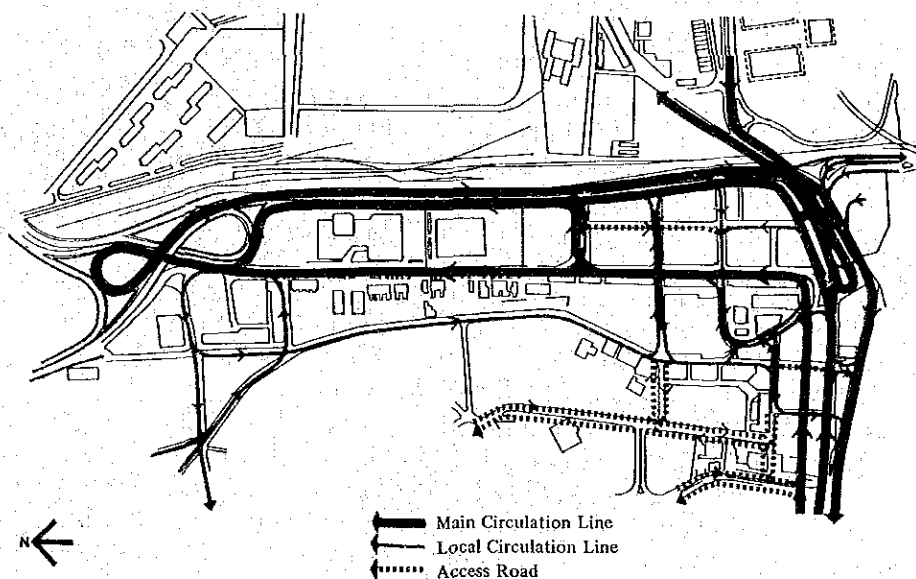 N
Main Circulation Line
Local Circulation Line
Access Road